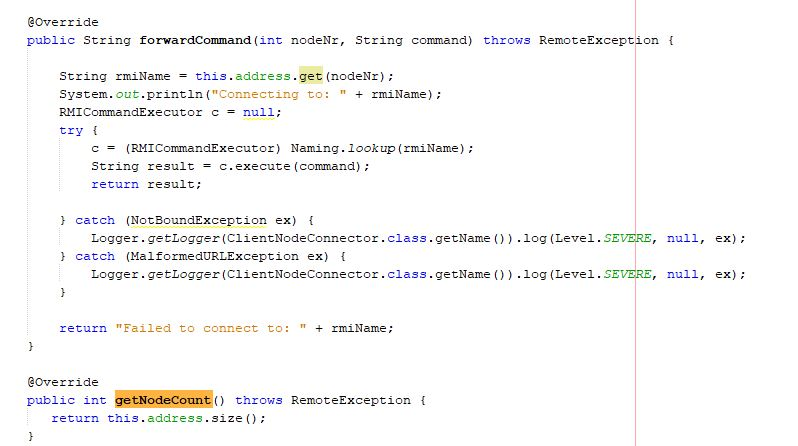 @Override
public String forwardCommand(int nodeNr, String command) throws RemoteException {
String rmiName = this.address.get(nodeNr);
System.out.println("Connecting to: " + rmiName);
RMICommandExecutor c = null;
try {
c = (RMICommandExecutor) Naming.lookup(rmiName);
String result = c.execute(command);
return result;
} catch (NotBoundException ex) {
Logger.getLogger(ClientNodeConnector.class.getName()).log(Level.SEVERE, null, ex);
} catch (MalformedURLException ex) {
Logger.getLogger(ClientNodeConnector.class.getName()).log(Level.SEVERE, null, ex);
}
return "Failed to connect to: " + rmiName;
}
@Override
public int getNodeCount() throws RemoteException {
return this.address.size();
}